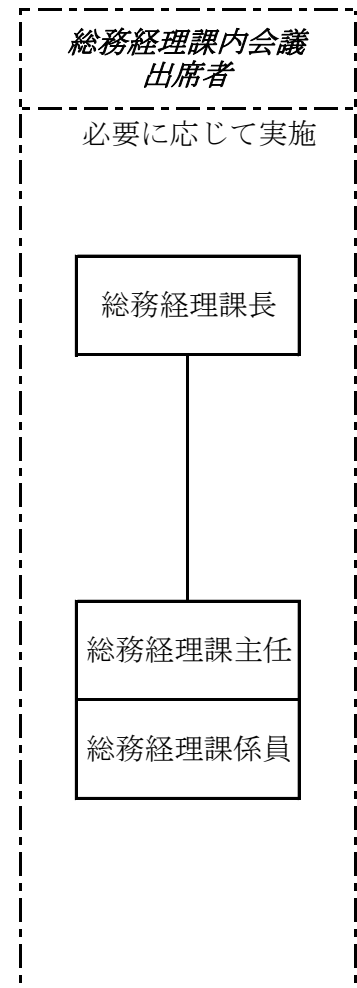 総務経理課内会議
出席者
必要に応じて実施
総務経理課長
総務経理課主任
総務経理課係員